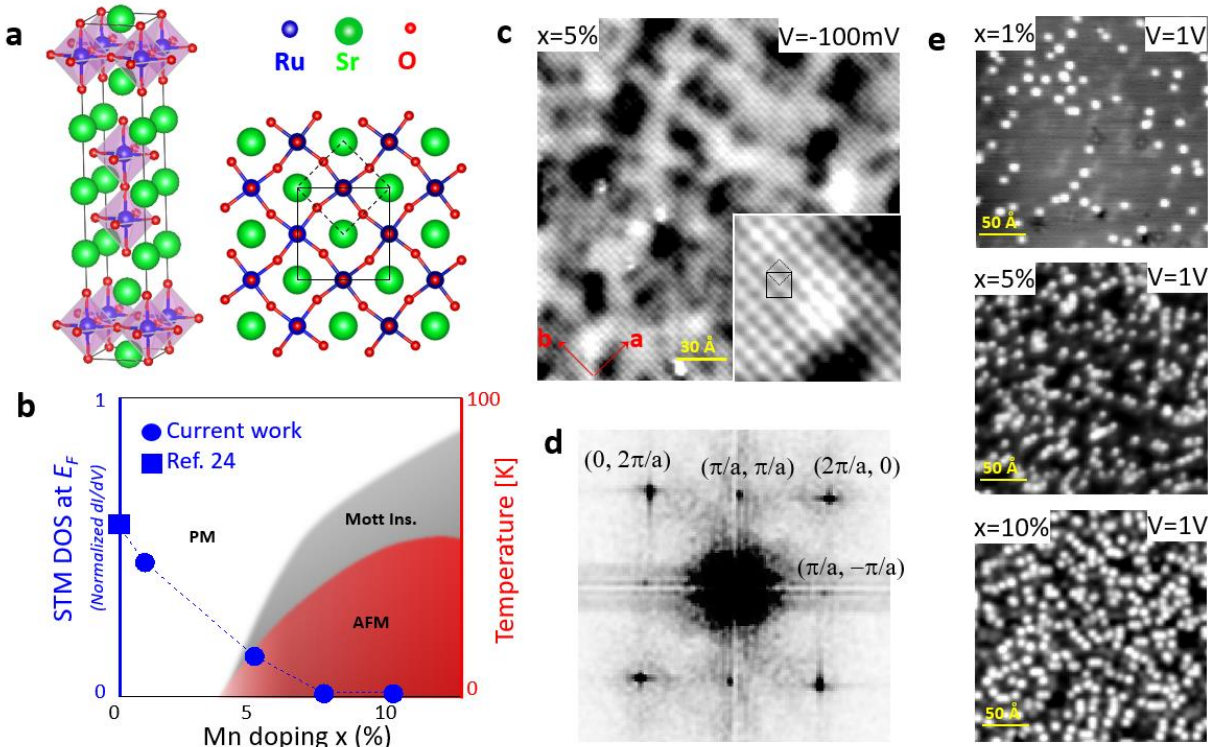 a
Ru
Sr
O
b
STM DOS at E_F
(Normalized dI/dV)
1
0
Current work
Ref. 24
PM
Mott Ins.
AFM
100
0
Temperature [K]
0
5
10
Mn doping x (%)
c
x=5%
V=-100mV
b
a
30 Å
d
(0, 2π/a)
(π/a, π/a)
(2π/a, 0)
(π/a, −π/a)
e
x=1%
V=1V
50 Å
x=5%
V=1V
50 Å
x=10%
V=1V
50 Å